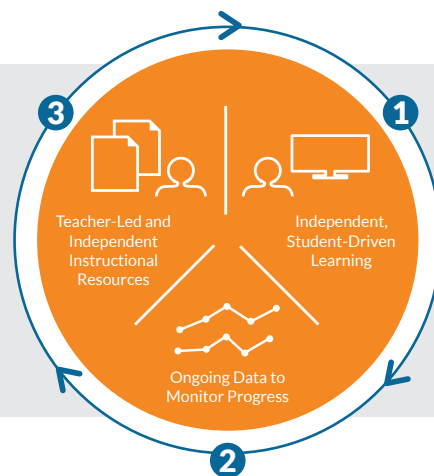 3
1
Teacher-Led and
Independent
Instructional
Resources
Independent,
Student-Driven
Learning
Ongoing Data to
Monitor Progress
2